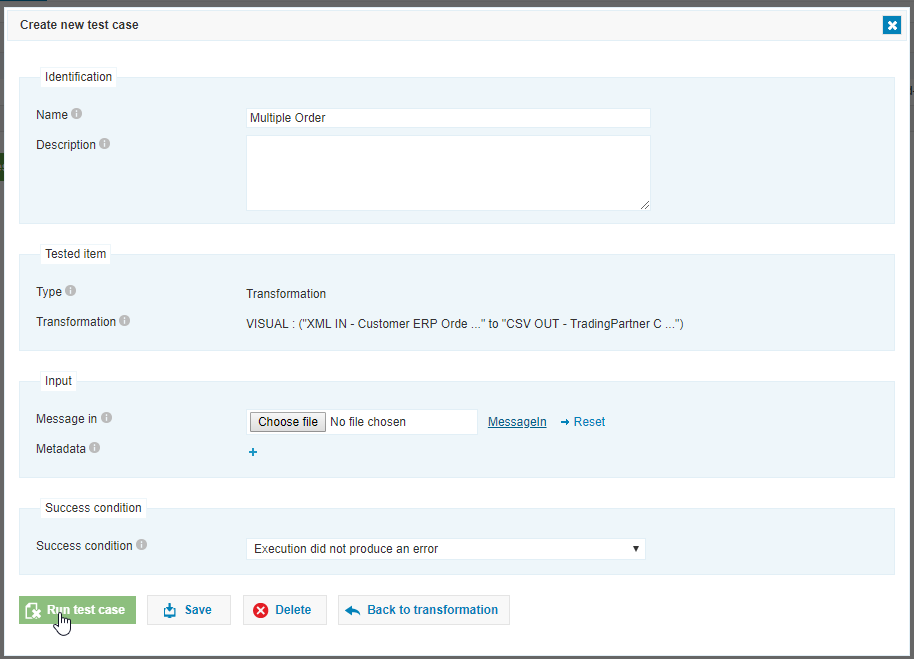 Create new test case
Identification
Name
Multiple Order
Description
Tested item
Type
Transformation
Transformation
VISUAL : ("XML IN - Customer ERP Orde ..." to "CSV OUT - TradingPartner C ...")
Input
Message in
Choose file No file chosen MessageIn Reset
Metadata
Success condition
Success condition
Execution did not produce an error
Run test case Save Delete Back to transformation